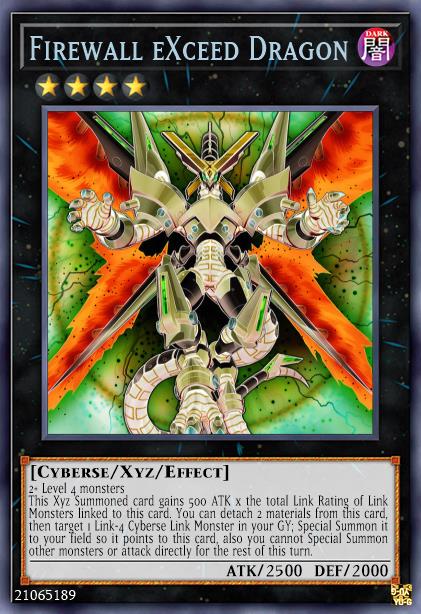 FIREWALL EXCEED DRAGON
DARK
闇
[CYBERSE/XYZ/EFFECT]
2+ Level 4 monsters
This Xyz Summoned card gains 500 ATK x the total Link Rating of Link
Monsters linked to this card. You can detach 2 materials from this card,
then target 1 Link-4 Cyberse Link Monster in your GY; Special Summon it
to your field so it points to this card, also you cannot Special Summon
other monsters or attack directly for the rest of this turn.
ATK/2500 DEF/2000
21065189